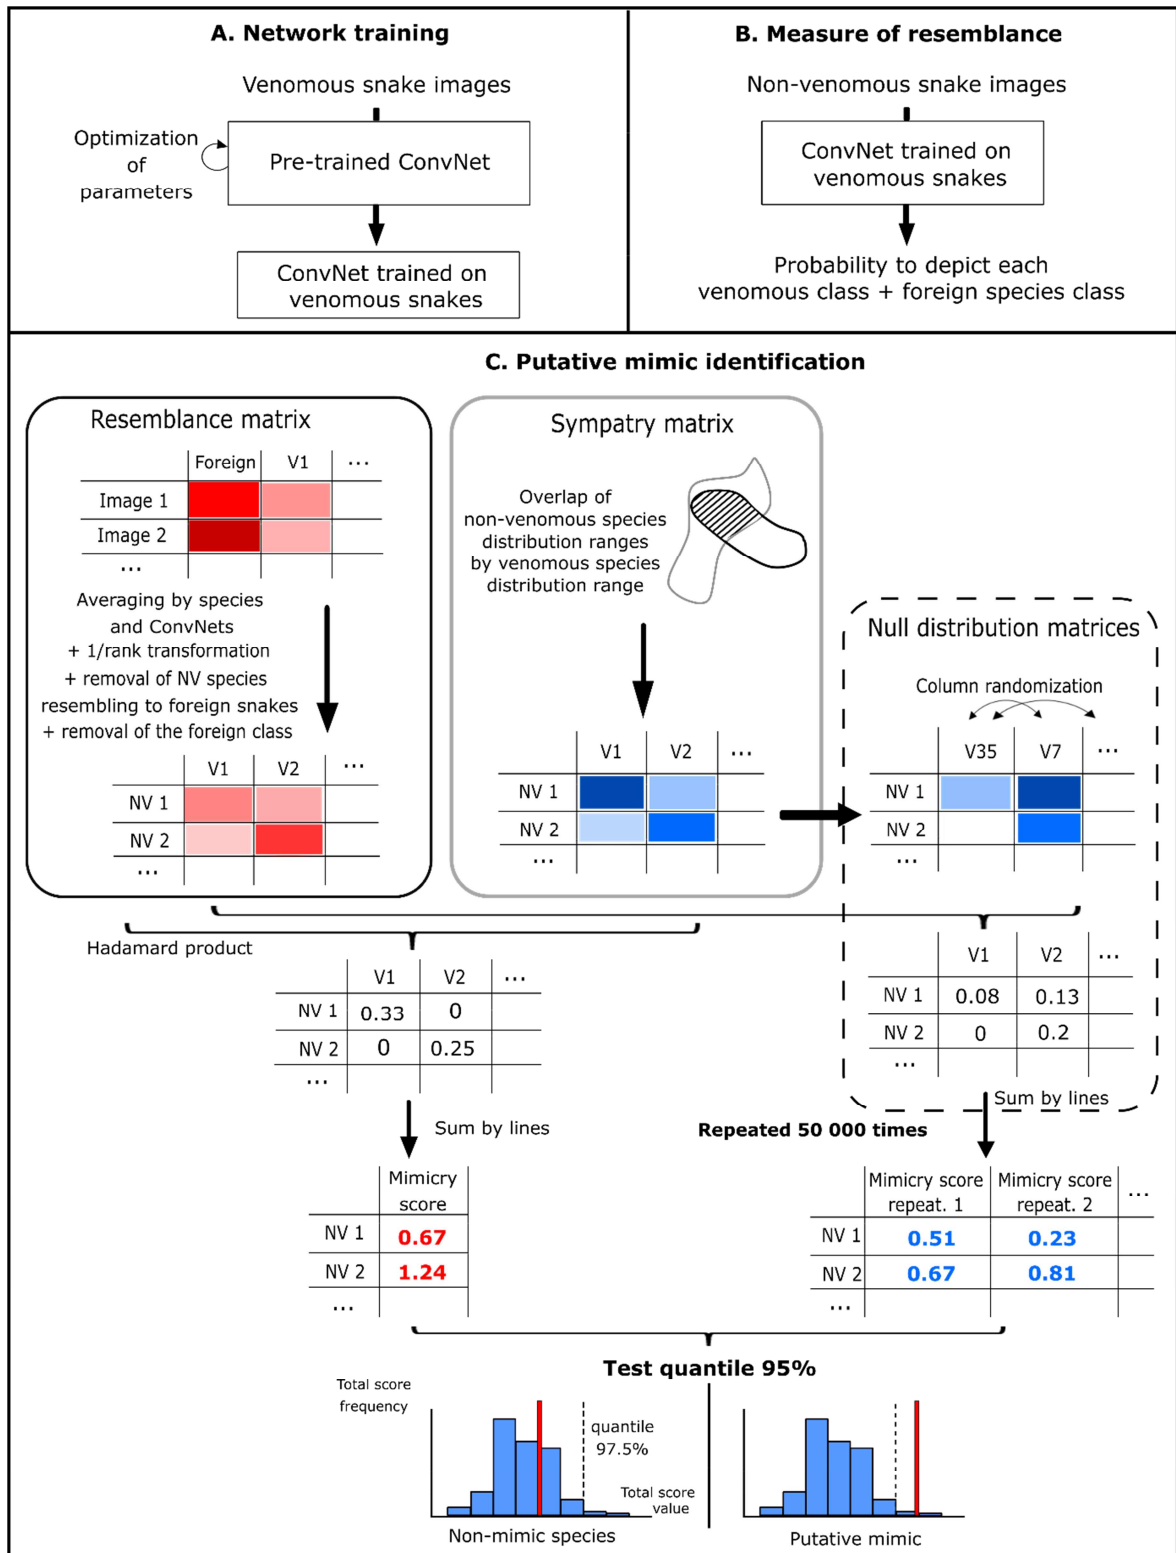 A. Network training
Venomous snake images
Optimization
of
parameters
Pre-trained ConvNet
ConvNet trained on
venomous snakes
B. Measure of resemblance
Non-venomous snake images
ConvNet trained on
venomous snakes
Probability to depict each
venomous class + foreign species class
C. Putative mimic identification
Resemblance matrix
Foreign V1 ...
Image 1
Image 2
...
Averaging by species
and ConvNets
+ 1/rank transformation
+ removal of NV species
resembling to foreign snakes
+ removal of the foreign class
V1 V2 ...
NV 1
NV 2
...
Sympatry matrix
Overlap of
non-venomous species
distribution ranges
by venomous species
distribution range
V1 V2 ...
NV 1
NV 2
...
Null distribution matrices
Column randomization
V35 V7 ...
NV 1
NV 2
...
Hadamard product
V1 V2 ...
NV 1 0.33 0
NV 2 0 0.25
...
V1 V2 ...
NV 1 0.08 0.13
NV 2 0 0.2
...
Sum by lines
Sum by lines
Repeated 50 000 times
Mimicry
score
NV 1 0.67
NV 2 1.24
...
Mimicry score Mimicry score ...
repeat. 1 repeat. 2
NV 1 0.51 0.23
NV 2 0.67 0.81
...
Test quantile 95%
Total score
frequency
quantile
97.5%
Total score
value
Non-mimic species
Putative mimic